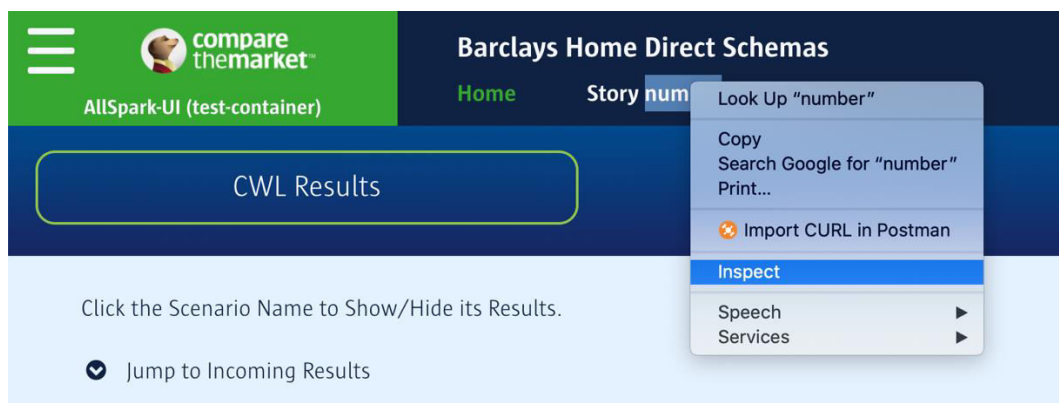 compare
themarket™
AllSpark-UI (test-container)
Barclays Home Direct Schemas
Home
Story num
Look Up “number”
Copy
Search Google for “number”
Print...
Import CURL in Postman
Inspect
Speech
Services
CWL Results
Click the Scenario Name to Show/Hide its Results.
Jump to Incoming Results